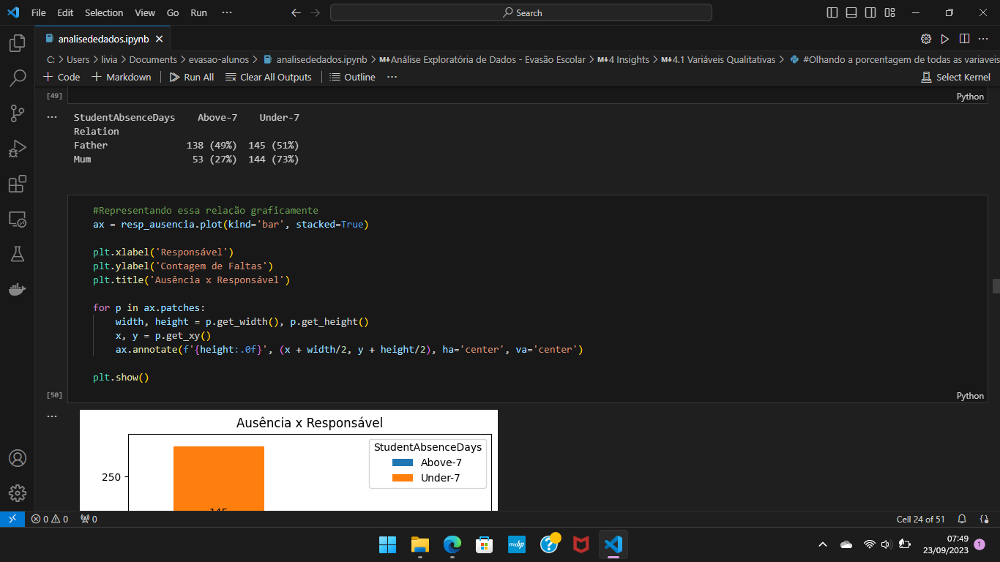 File Edit Selection View Go Run ··· Search
analisededados.ipynb
C: > Users > livia > Documents > evasao-alunos > analisededados.ipynb > M↓Análise Exploratória de Dados - Evasão Escolar > M↓4 Insights > M↓4.1 Variáveis Qualitativas > #Olhando a porcentagem de todas as variaveis
Code Markdown Run All Clear All Outputs Outline ··· Select Kernel
[49] Python
StudentAbsenceDays Above-7 Under-7
Relation
Father 138 (49%) 145 (51%)
Mum 53 (27%) 144 (73%)
#Representando essa relação graficamente
ax = resp_ausencia.plot(kind='bar', stacked=True)
plt.xlabel('Responsável')
plt.ylabel('Contagem de Faltas')
plt.title('Ausência x Responsável')
for p in ax.patches:
width, height = p.get_width(), p.get_height()
x, y = p.get_xy()
ax.annotate(f'{height:.0f}', (x + width/2, y + height/2), ha='center', va='center')
plt.show()
[50] Python
Ausência x Responsável
StudentAbsenceDays
Above-7
Under-7
250
145
0 0 0 Cell 24 of 51
myhp
07:49
23/09/2023 1